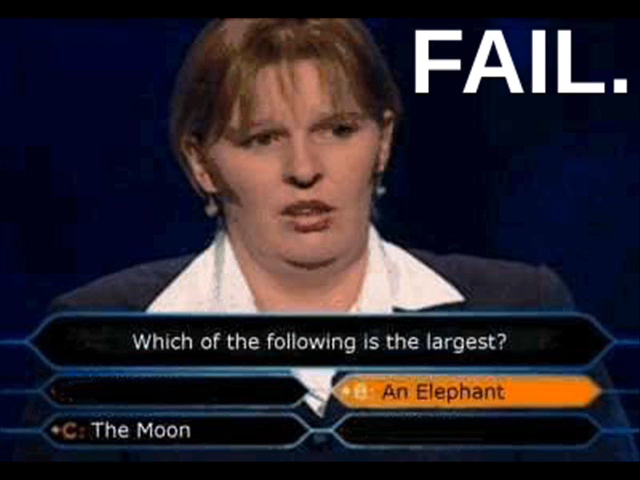 FAIL.
Which of the following is the largest?
B: An Elephant
C: The Moon